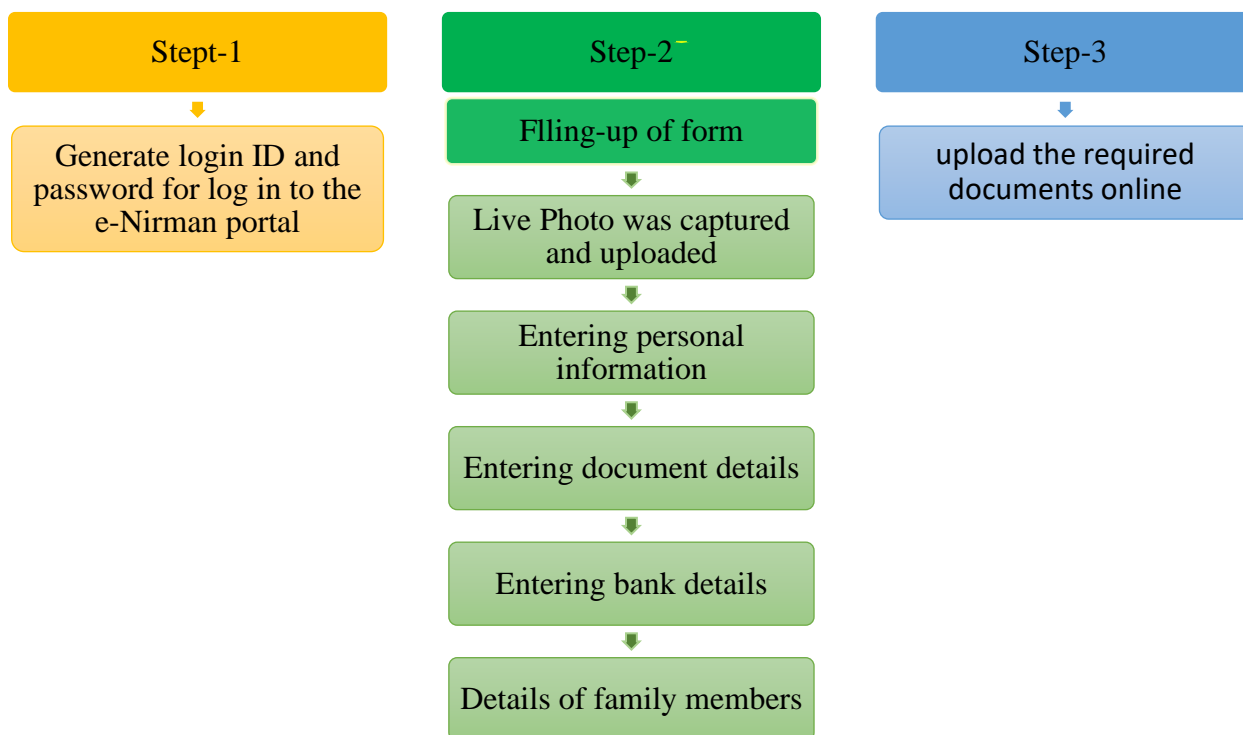 Stept-1
Generate login ID and
password for log in to the
e-Nirman portal
Step-2
Flling-up of form
Live Photo was captured
and uploaded
Entering personal
information
Entering document details
Entering bank details
Details of family members
Step-3
upload the required
documents online